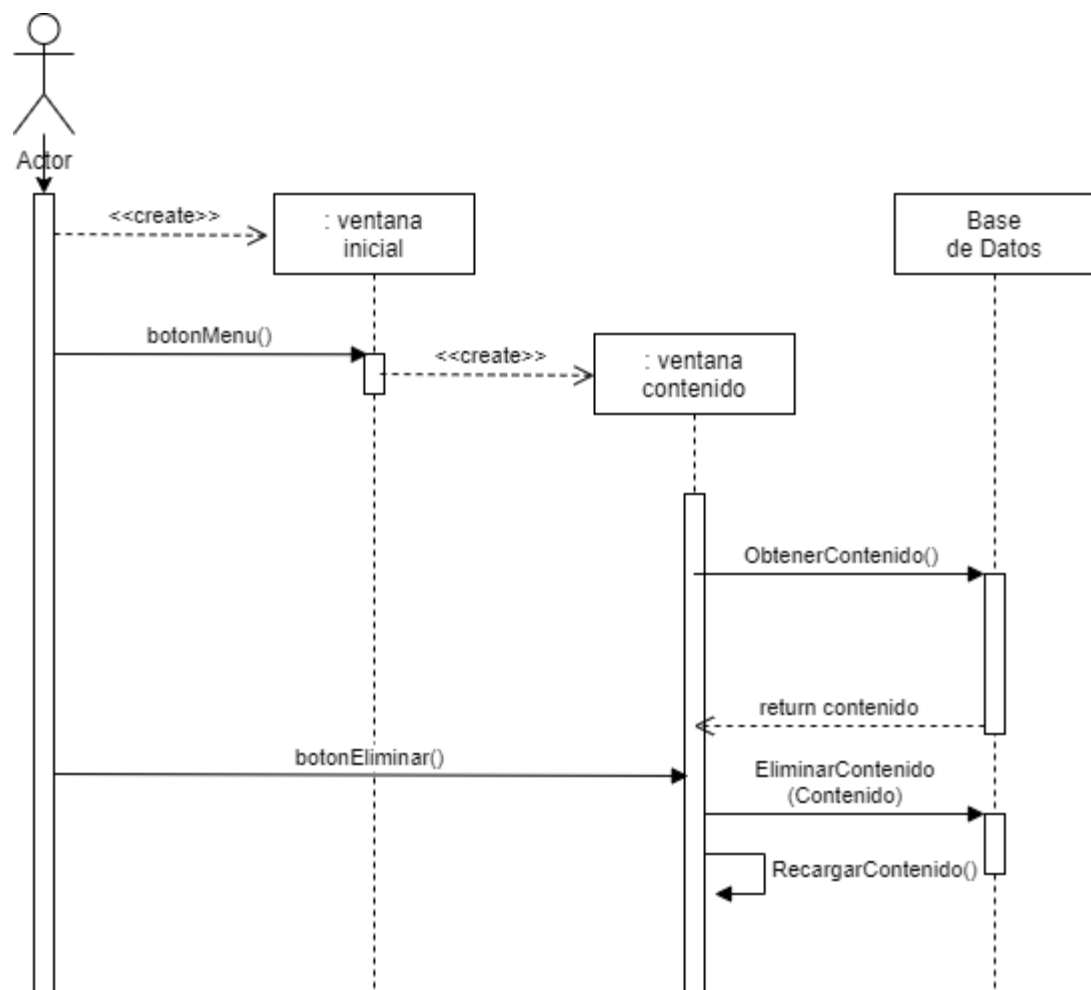 Actor
<<create>>
: ventana
inicial
Base
de Datos
botonMenu()
<<create>>
: ventana
contenido
ObtenerContenido()
return contenido
botonEliminar()
EliminarContenido
(Contenido)
RecargarContenido()